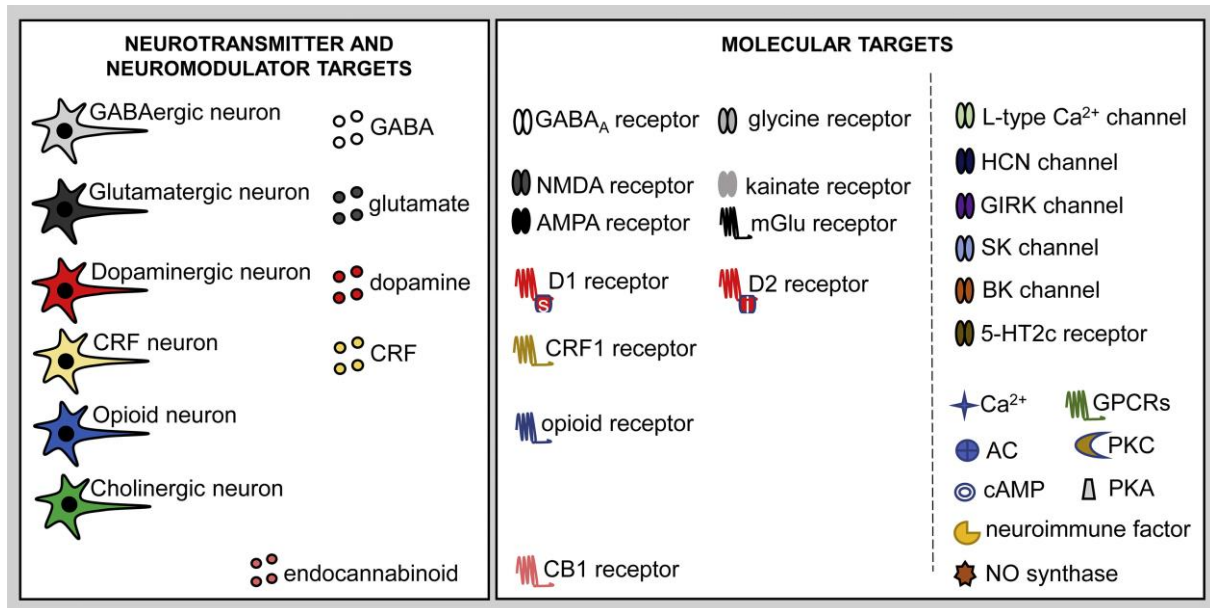 NEUROTRANSMITTER AND
NEUROMODULATOR TARGETS
GABAergic neuron
GABA
Glutamatergic neuron
glutamate
Dopaminergic neuron
dopamine
CRF neuron
CRF
Opioid neuron
Cholinergic neuron
endocannabinoid
MOLECULAR TARGETS
GABA_A receptor
glycine receptor
NMDA receptor
kainate receptor
AMPA receptor
mGlu receptor
D1 receptor
s
D2 receptor
i
CRF1 receptor
opioid receptor
CB1 receptor
L-type Ca²⁺ channel
HCN channel
GIRK channel
SK channel
BK channel
5-HT2c receptor
Ca²⁺
GPCRs
AC
PKC
cAMP
PKA
neuroimmune factor
NO synthase